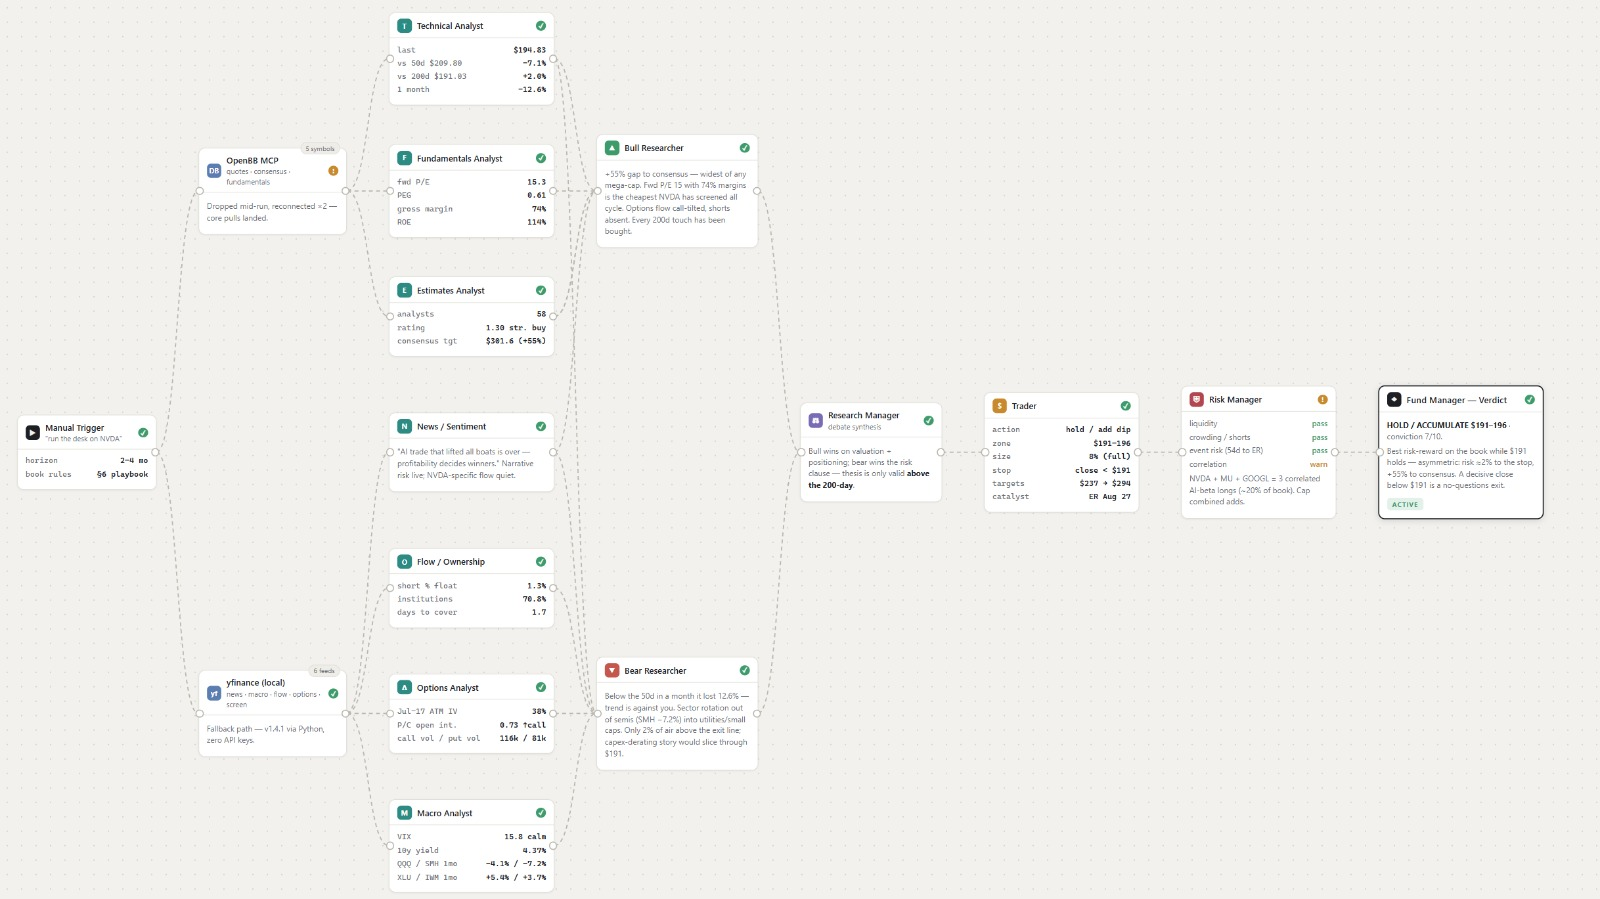 Manual Trigger
"run the desk on NVDA"
horizon 2–4 mo
book rules §6 playbook
5 symbols
DB
OpenBB MCP
quotes · consensus ·
fundamentals
!
Dropped mid-run, reconnected ×2 —
core pulls landed.
6 feeds
yf
yfinance (local)
news · macro · flow · options ·
screen
Fallback path — v1.4.1 via Python,
zero API keys.
T Technical Analyst
last $194.83
vs 50d $209.80 −7.1%
vs 200d $191.03 +2.0%
1 month −12.6%
F Fundamentals Analyst
fwd P/E 15.3
PEG 0.61
gross margin 74%
ROE 114%
E Estimates Analyst
analysts 58
rating 1.30 str. buy
consensus tgt $301.6 (+55%)
N News / Sentiment
"AI trade that lifted all boats is over —
profitability decides winners." Narrative
risk live; NVDA-specific flow quiet.
O Flow / Ownership
short % float 1.3%
institutions 70.8%
days to cover 1.7
Δ Options Analyst
Jul-17 ATM IV 38%
P/C open int. 0.73 ↑call
call vol / put vol 116k / 81k
M Macro Analyst
VIX 15.8 calm
10y yield 4.37%
QQQ / SMH 1mo −4.1% / −7.2%
XLU / IWM 1mo +5.4% / +3.7%
▲ Bull Researcher
+55% gap to consensus — widest of any
mega-cap. Fwd P/E 15 with 74% margins
is the cheapest NVDA has screened all
cycle. Options flow call-tilted, shorts
absent. Every 200d touch has been
bought.
▼ Bear Researcher
Below the 50d in a month it lost 12.6% —
trend is against you. Sector rotation out
of semis (SMH −7.2%) into utilities/small
caps. Only 2% of air above the exit line;
capex-derating story would slice through
$191.
Research Manager
debate synthesis
Bull wins on valuation +
positioning; bear wins the risk
clause — thesis is only valid above
the 200-day.
$ Trader
action hold / add dip
zone $191–196
size 8% (full)
stop close < $191
targets $237 → $294
catalyst ER Aug 27
Risk Manager !
liquidity pass
crowding / shorts pass
event risk (54d to ER) pass
correlation warn
NVDA + MU + GOOGL = 3 correlated
AI-beta longs (~20% of book). Cap
combined adds.
Fund Manager — Verdict
HOLD / ACCUMULATE $191–196 ·
conviction 7/10.
Best risk-reward on the book while $191
holds — asymmetric: risk ≈2% to the stop,
+55% to consensus. A decisive close
below $191 is a no-questions exit.
ACTIVE